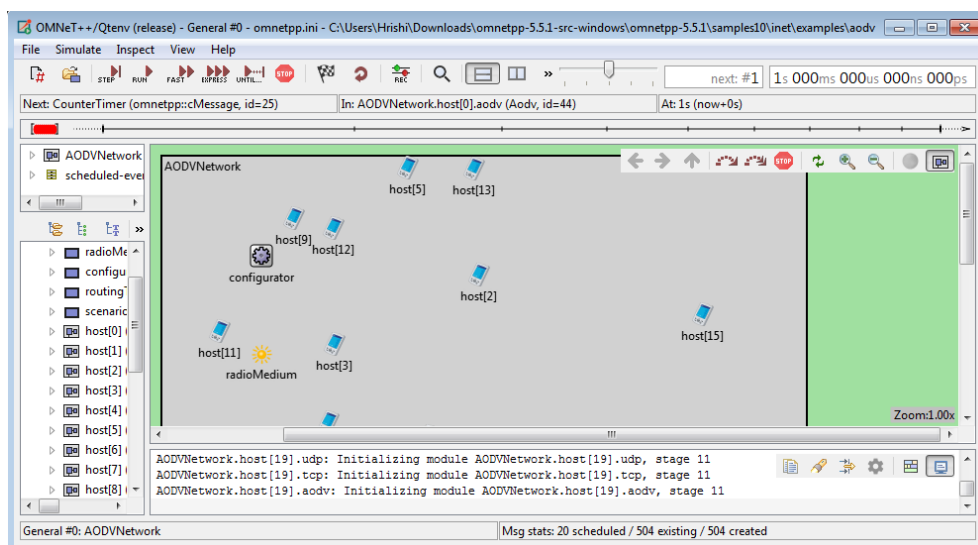 OMNeT++/Qtenv (release) - General #0 - omnetpp.ini - C:\Users\Hrishi\Downloads\omnetpp-5.5.1-src-windows\omnetpp-5.5.1\samples10\inet\examples\aodv
File Simulate Inspect View Help
STEP RUN FAST EXPRESS UNTIL... STOP REC » next: #1 1s 000ms 000us 000ns 000ps
Next: CounterTimer (omnetpp::cMessage, id=25) In: AODVNetwork.host[0].aodv (Aodv, id=44) At: 1s (now+0s)
AODVNetwork
scheduled-eve
»
radioMe
configu
routingT
scenaric
host[0] (
host[1] (
host[2] (
host[3] (
host[4] (
host[5] (
host[6] (
host[7] (
host[8] (
AODVNetwork
STOP
host[5] host[13]
host[9] host[12]
configurator
host[2]
host[15]
host[11] host[3]
radioMedium
Zoom:1.00x
AODVNetwork.host[19].udp: Initializing module AODVNetwork.host[19].udp, stage 11
AODVNetwork.host[19].tcp: Initializing module AODVNetwork.host[19].tcp, stage 11
AODVNetwork.host[19].aodv: Initializing module AODVNetwork.host[19].aodv, stage 11
General #0: AODVNetwork Msg stats: 20 scheduled / 504 existing / 504 created